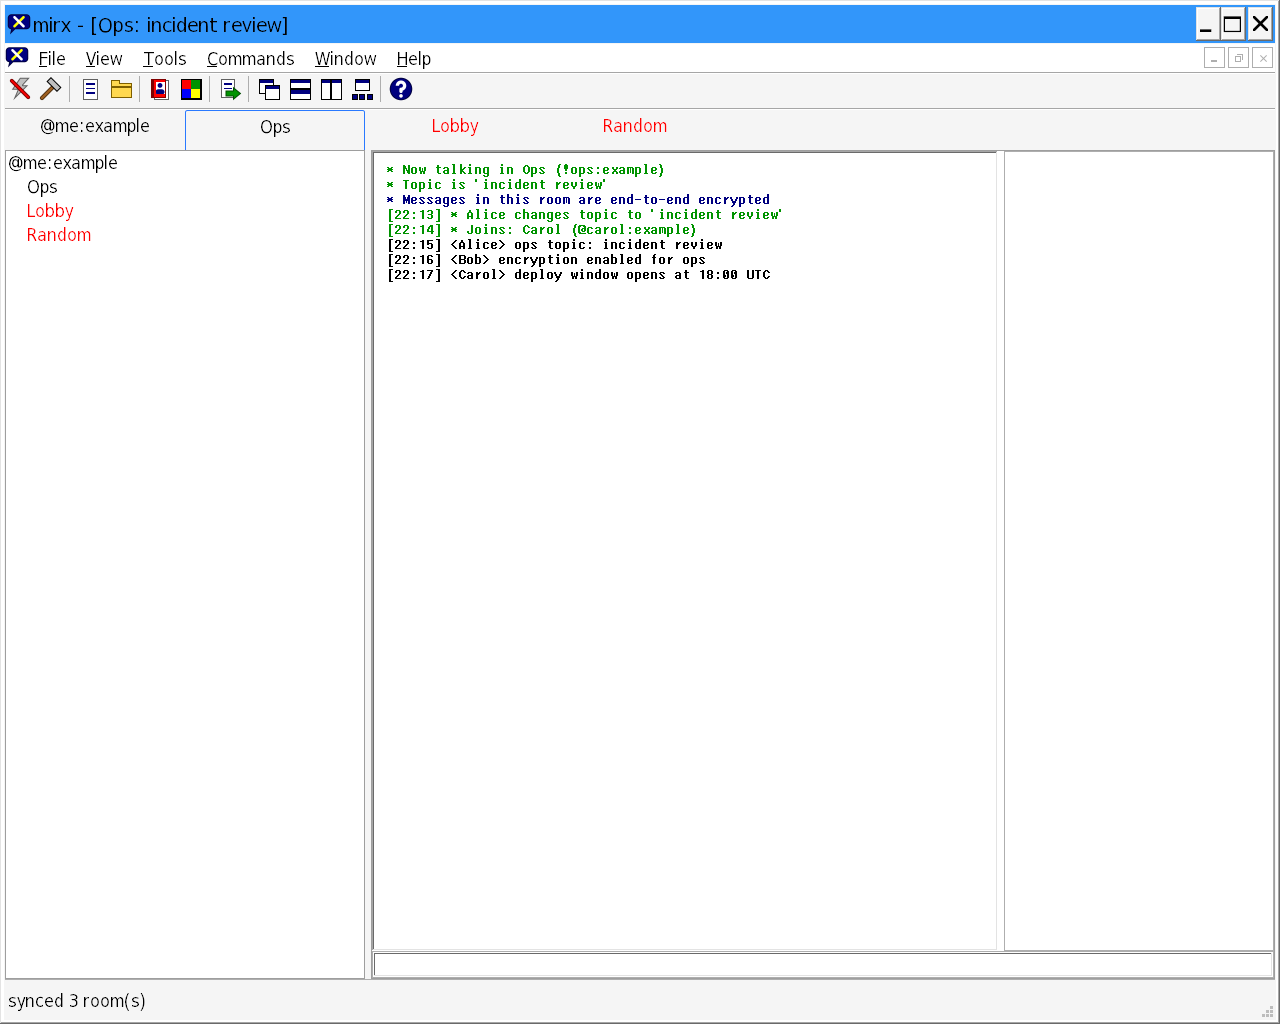 mirx - [Ops: incident review]
File View Tools Commands Window Help
@me:example Ops Lobby Random
@me:example
Ops
Lobby
Random
* Now talking in Ops (!ops:example)
* Topic is 'incident review'
* Messages in this room are end-to-end encrypted
[22:13] * Alice changes topic to 'incident review'
[22:14] * Joins: Carol (@carol:example)
[22:15] <Alice> ops topic: incident review
[22:16] <Bob> encryption enabled for ops
[22:17] <Carol> deploy window opens at 18:00 UTC
synced 3 room(s)